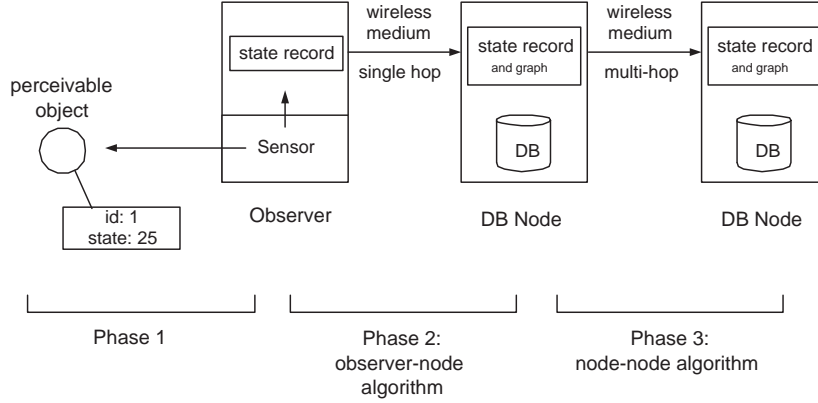 perceivable
object
id: 1
state: 25
state record
Sensor
Observer
wireless
medium
single hop
state record
and graph
DB
DB Node
wireless
medium
multi-hop
state record
and graph
DB
DB Node
Phase 1
Phase 2:
observer-node
algorithm
Phase 3:
node-node algorithm